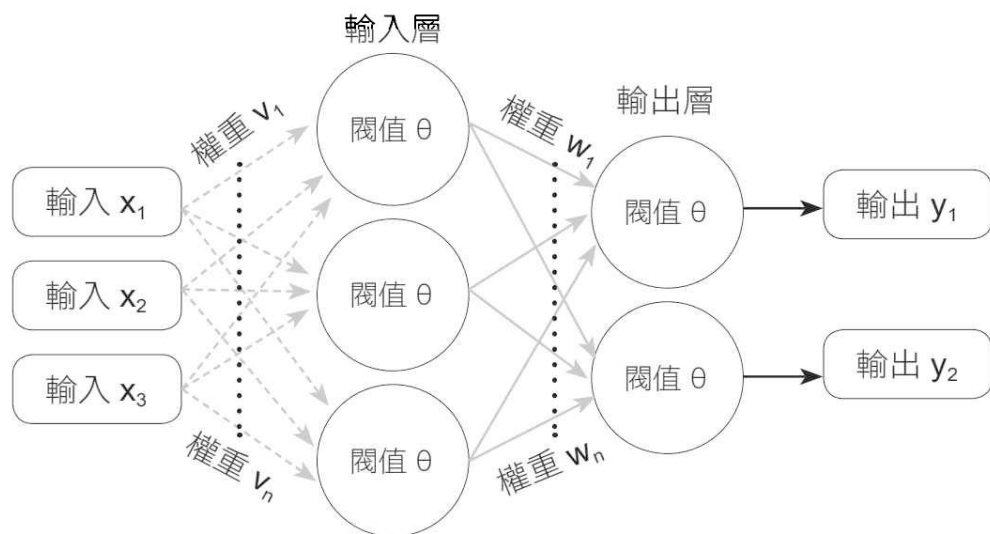 輸入層
權重 v₁
閥值 θ
權重 w₁
輸出層
輸入 x₁
閥值 θ
輸出 y₁
輸入 x₂
閥值 θ
輸入 x₃
閥值 θ
輸出 y₂
權重 vₙ
閥值 θ
權重 wₙ